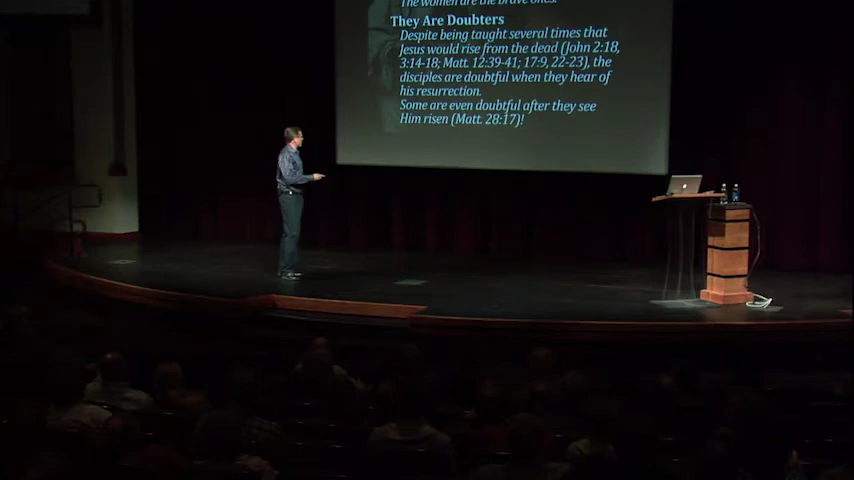 The women are the brave ones.
They Are Doubters
Despite being taught several times that
Jesus would rise from the dead (John 2:18,
3:14-18; Matt. 12:39-41; 17:9, 22-23), the
disciples are doubtful when they hear of
his resurrection.
Some are even doubtful after they see
Him risen (Matt. 28:17)!